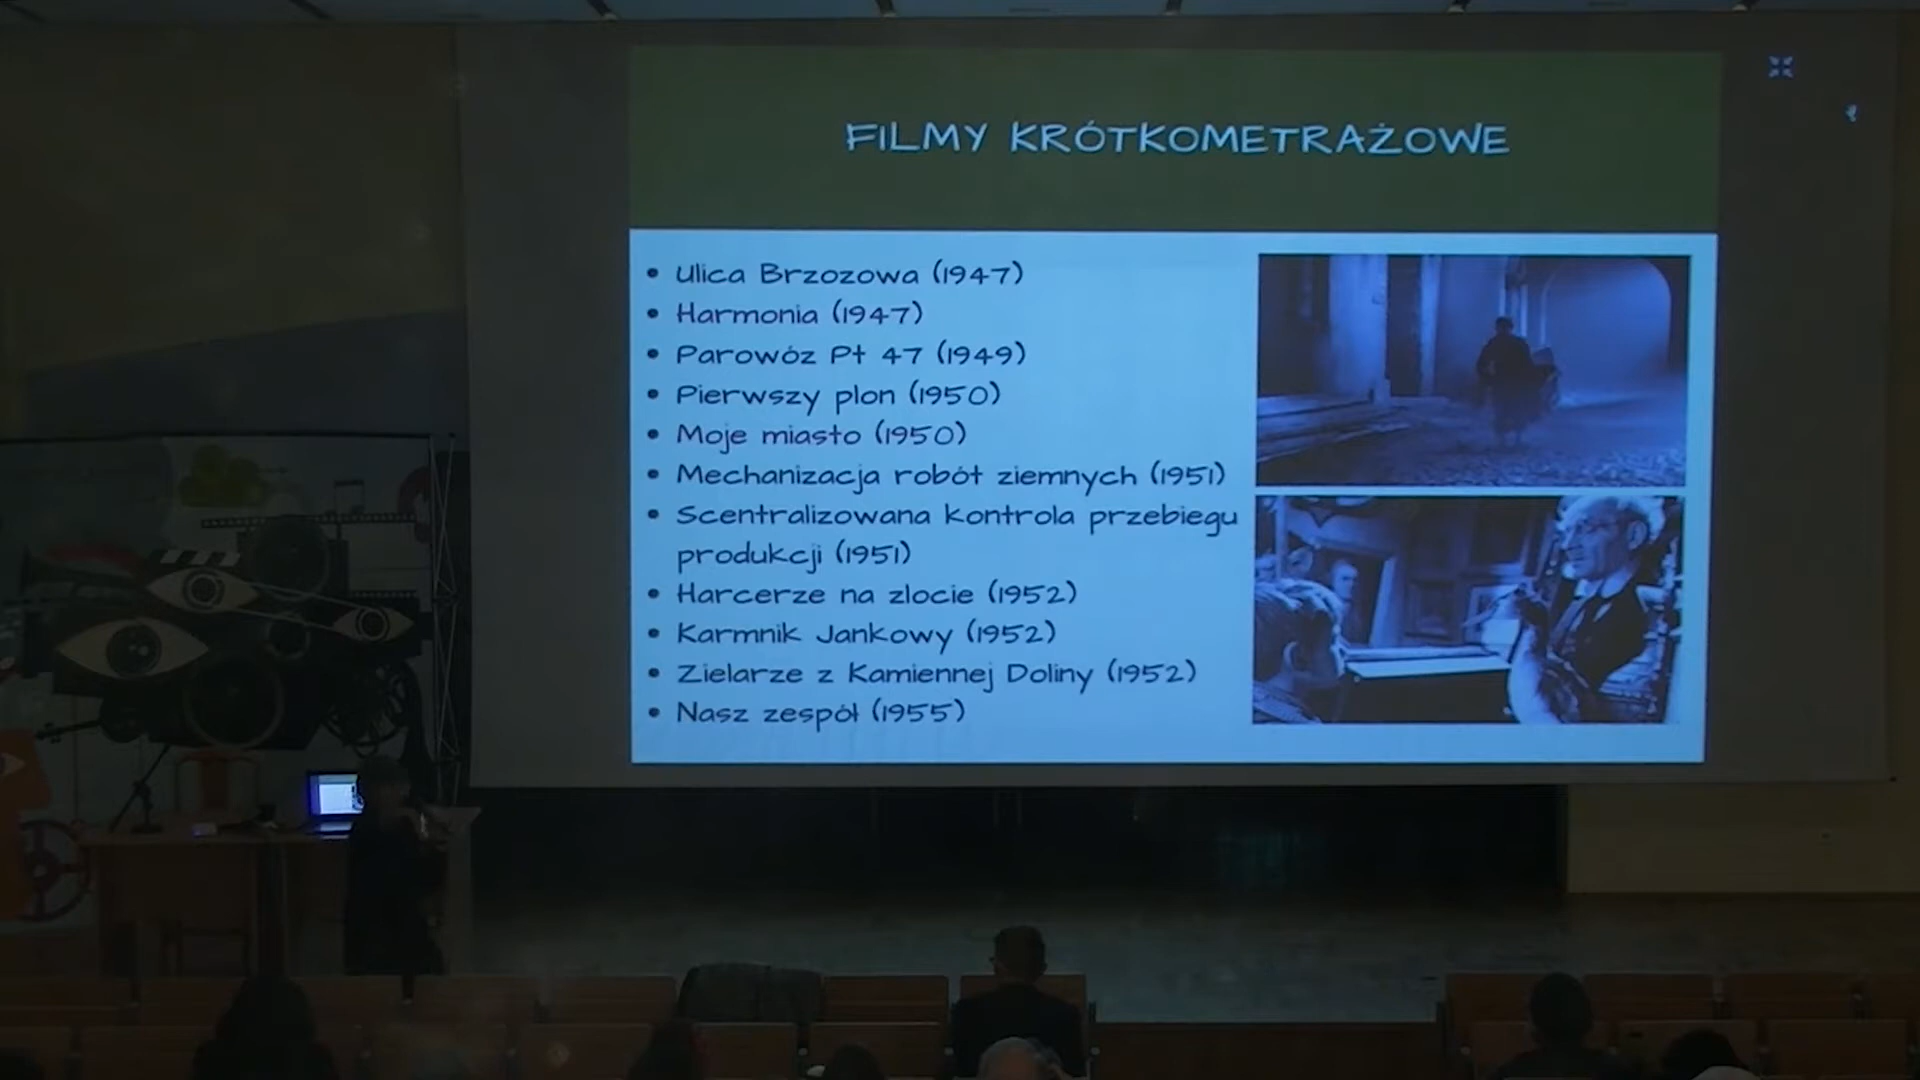 FILMY KRÓTKOMETRAŻOWE
• Ulica Brzozowa (1947)
• Harmonia (1947)
• Parowóz Pt 47 (1949)
• Pierwszy plon (1950)
• Moje miasto (1950)
• Mechanizacja robót ziemnych (1951)
• Scentralizowana kontrola przebiegu
produkcji (1951)
• Harcerze na zlocie (1952)
• Karmnik Jankowy (1952)
• Zielarze z Kamiennej Doliny (1952)
• Nasz zespół (1955)